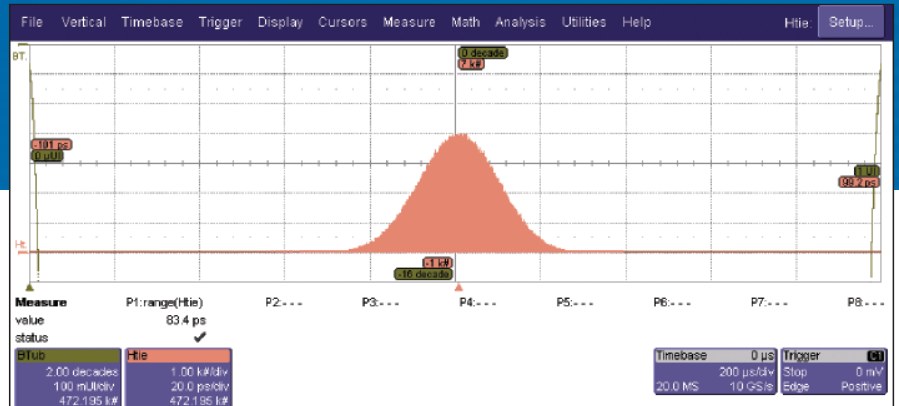 File Vertical Timebase Trigger Display Cursors Measure Math Analysis Utilities Help Htie: Setup...
BT.
0 decade
7 k#
-101 ps
0 µUI
1 UI
99.2 ps
Ht.
-1 k#
-16 decade
Measure P1:range(Htie) P2:- - - P3:- - - P4:- - - P5:- - - P6:- - - P7:- - - P8:- - -
value 83.4 ps
status ✓
BTub Htie Timebase 0 µs Trigger C1
2.00 decades 1.00 k#/div 200 µs/div Stop 0 mV
100 mUI/div 20.0 ps/div 20.0 MS 10 GS/s Edge Positive
472.195 k# 472.195 k#